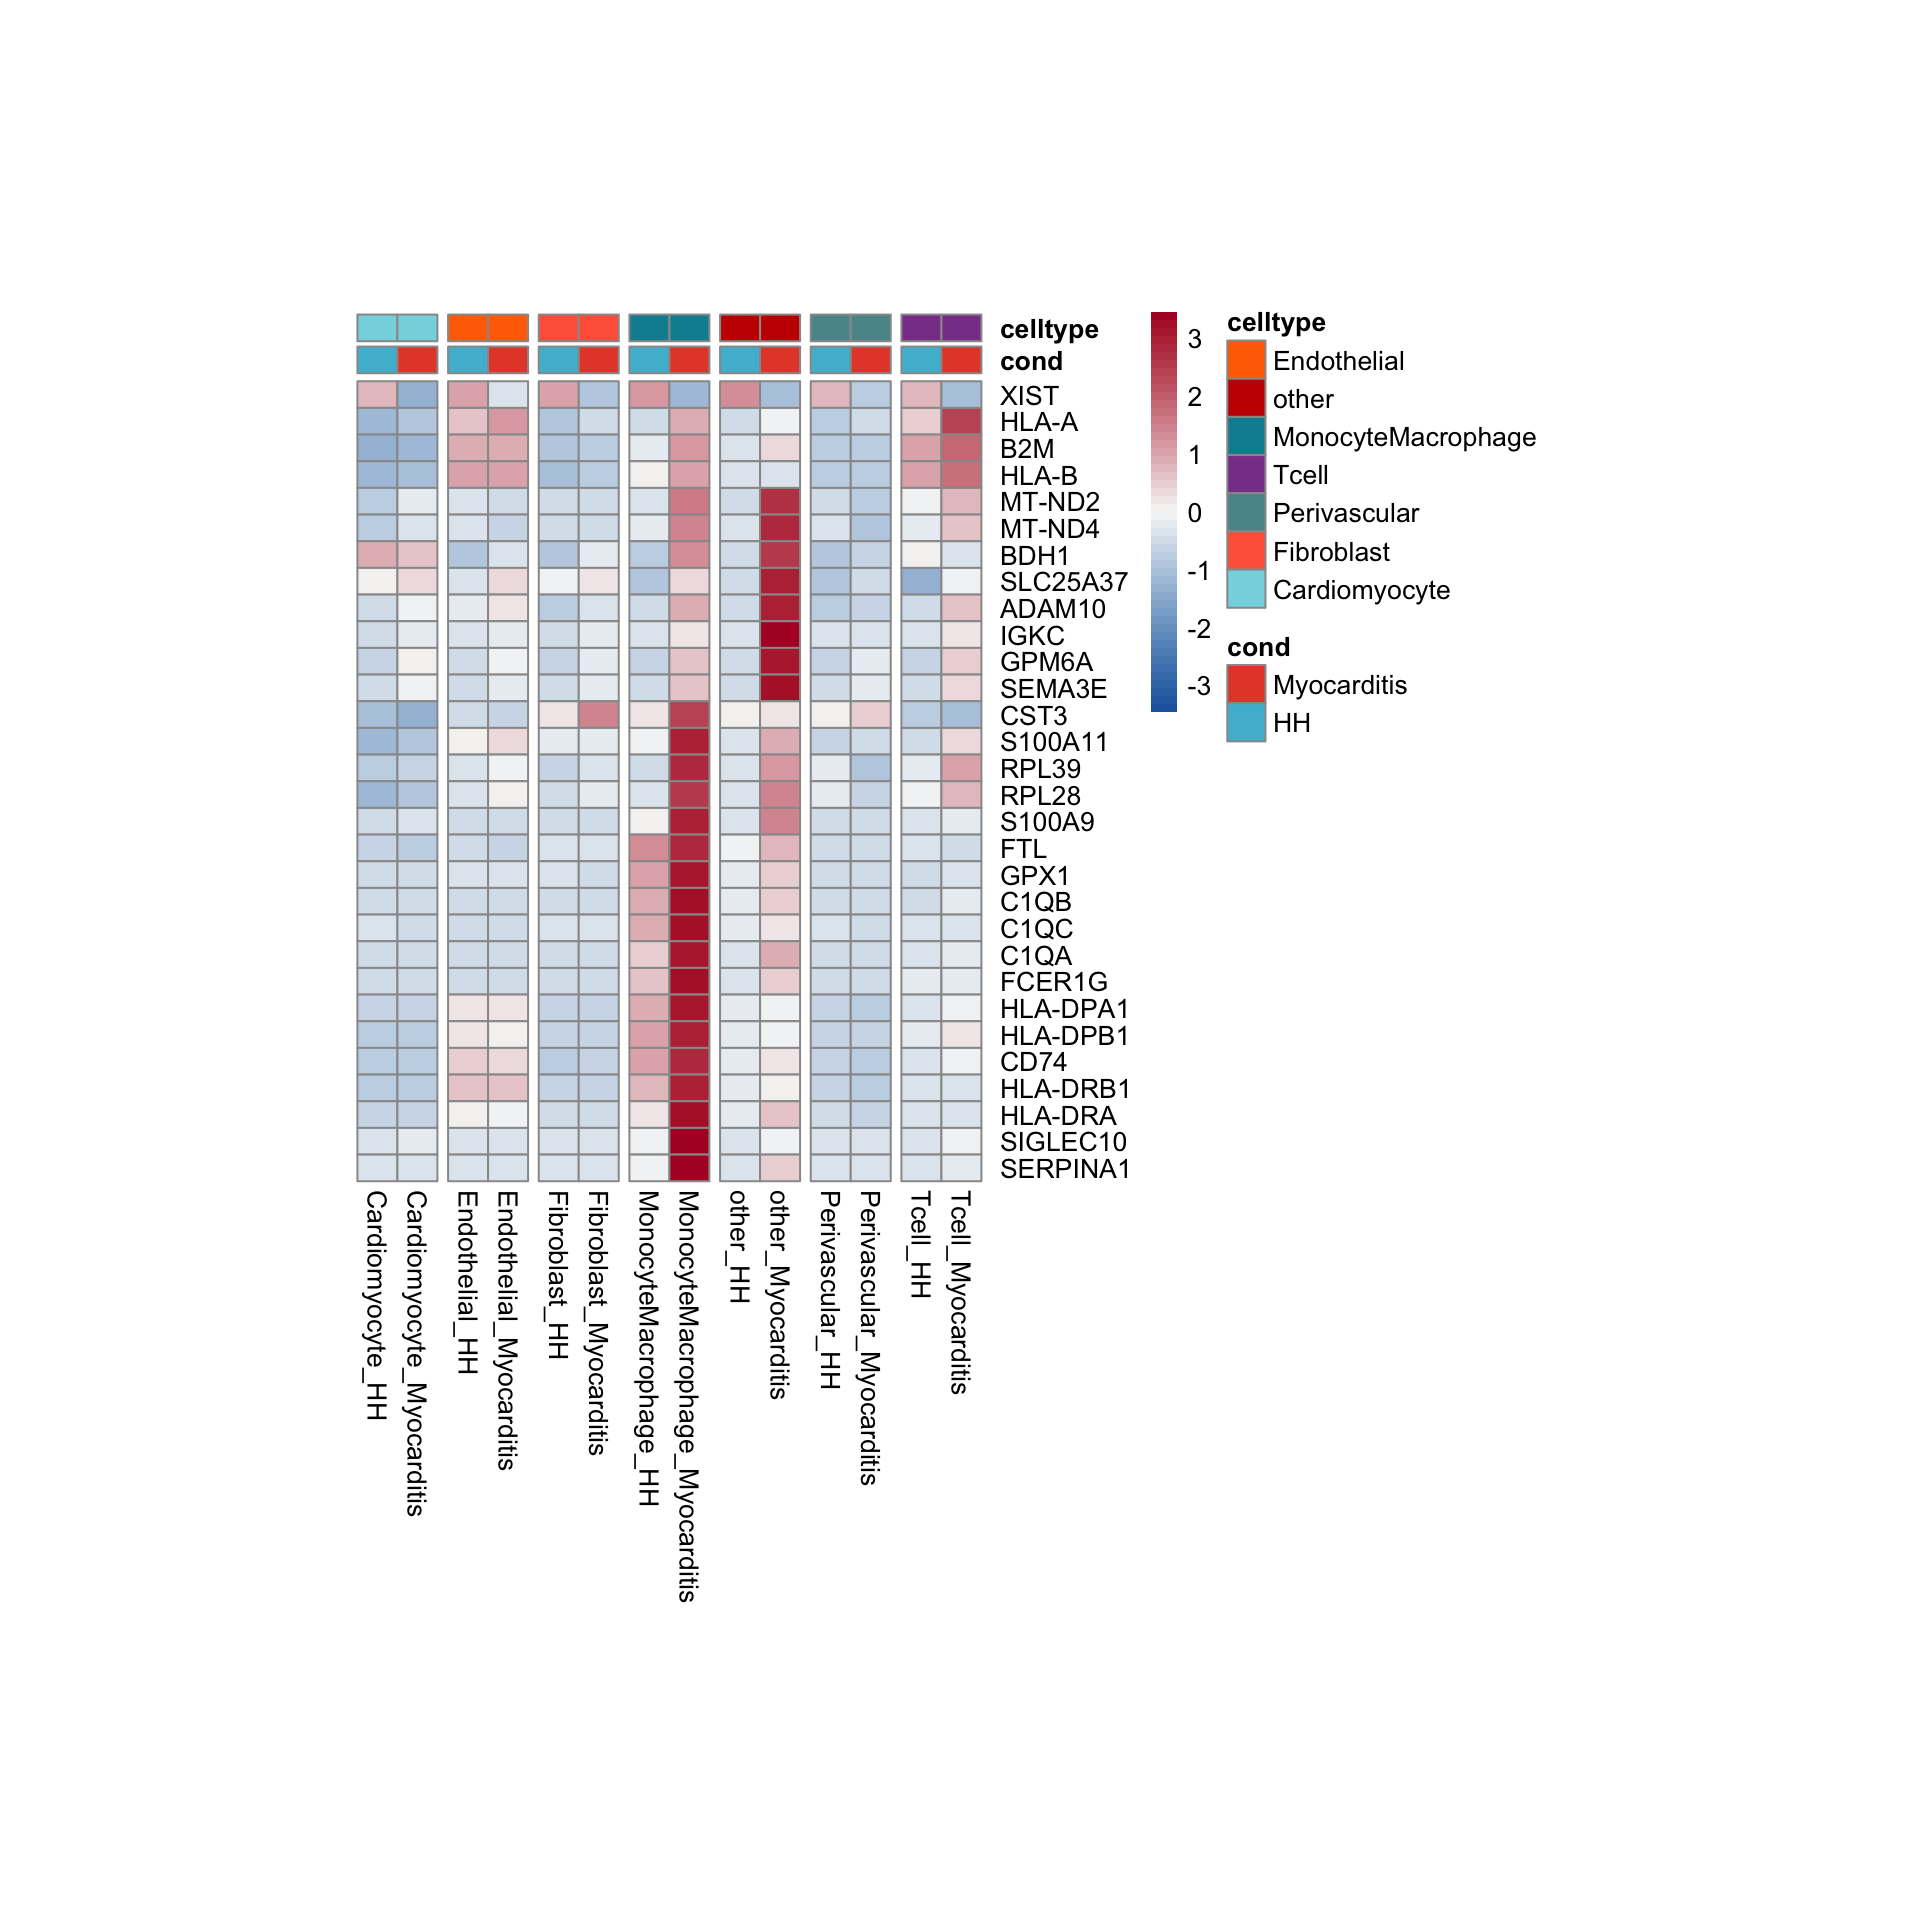 celltype
cond
XIST
HLA-A
B2M
HLA-B
MT-ND2
MT-ND4
BDH1
SLC25A37
ADAM10
IGKC
GPM6A
SEMA3E
CST3
S100A11
RPL39
RPL28
S100A9
FTL
GPX1
C1QB
C1QC
C1QA
FCER1G
HLA-DPA1
HLA-DPB1
CD74
HLA-DRB1
HLA-DRA
SIGLEC10
SERPINA1
Cardiomyocyte_HH
Cardiomyocyte_Myocarditis
Endothelial_HH
Endothelial_Myocarditis
Fibroblast_HH
Fibroblast_Myocarditis
MonocyteMacrophage_HH
MonocyteMacrophage_Myocarditis
other_HH
other_Myocarditis
Perivascular_HH
Perivascular_Myocarditis
Tcell_HH
Tcell_Myocarditis
3
2
1
0
-1
-2
-3
celltype
Endothelial
other
MonocyteMacrophage
Tcell
Perivascular
Fibroblast
Cardiomyocyte
cond
Myocarditis
HH